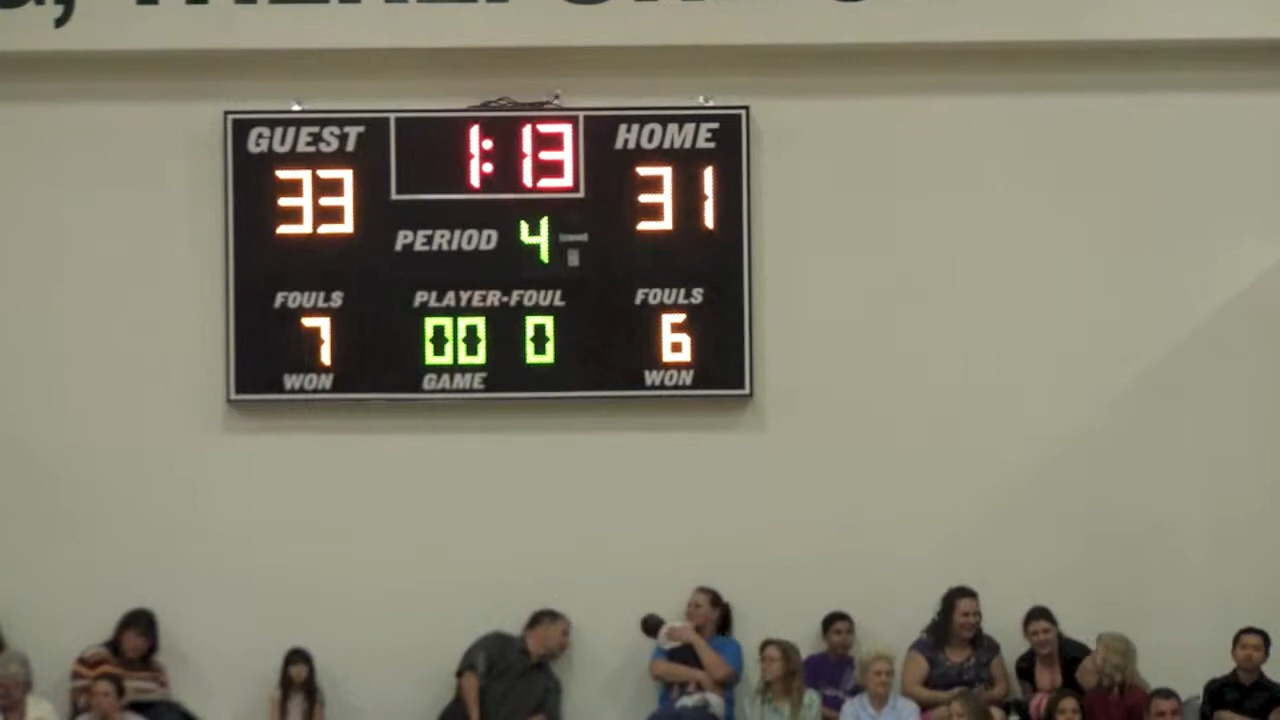 GUEST 1:13 HOME
33 31
PERIOD 4
FOULS PLAYER-FOUL FOULS
7 00 0 6
WON GAME WON